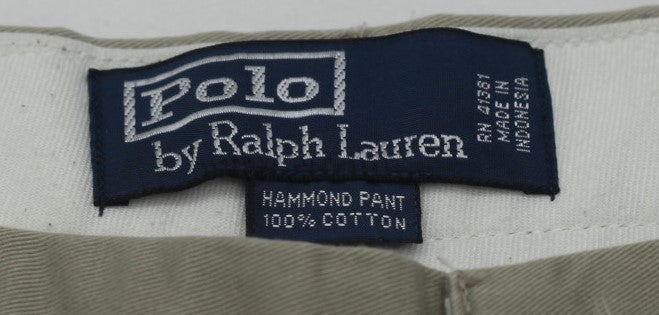 Polo
by Ralph Lauren
RN 41381
MADE IN
INDONESIA
HAMMOND PANT
100% COTTON